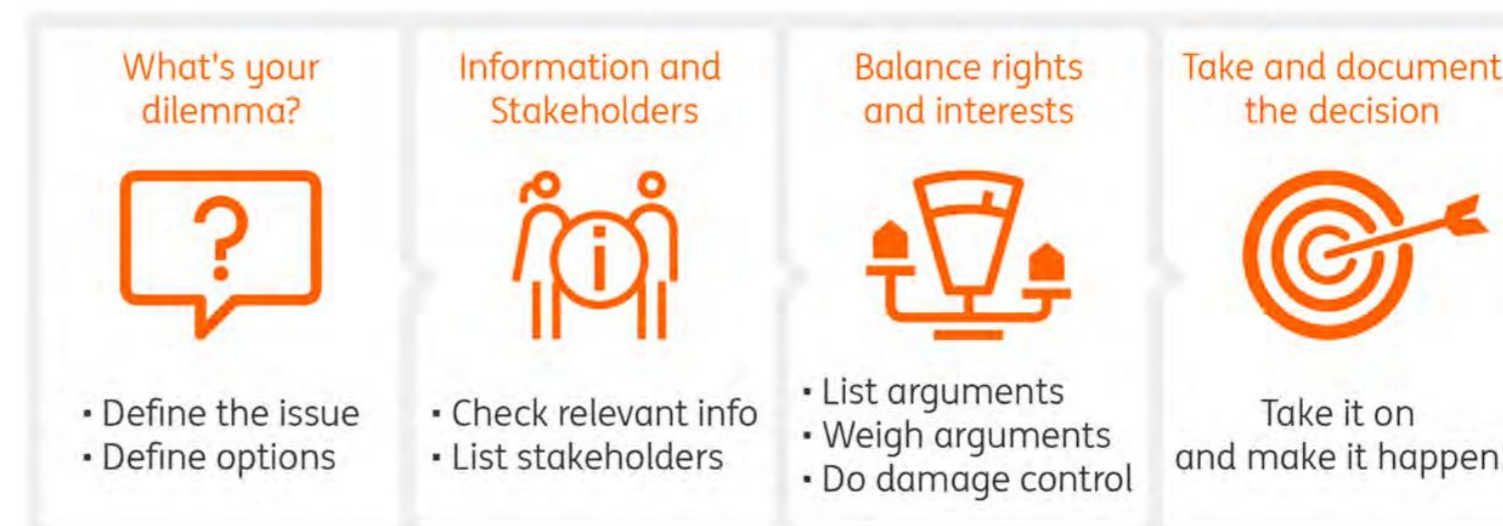 What's your
dilemma?
• Define the issue
• Define options
Information and
Stakeholders
i
• Check relevant info
• List stakeholders
Balance rights
and interests
• List arguments
• Weigh arguments
• Do damage control
Take and document
the decision
Take it on
and make it happen.